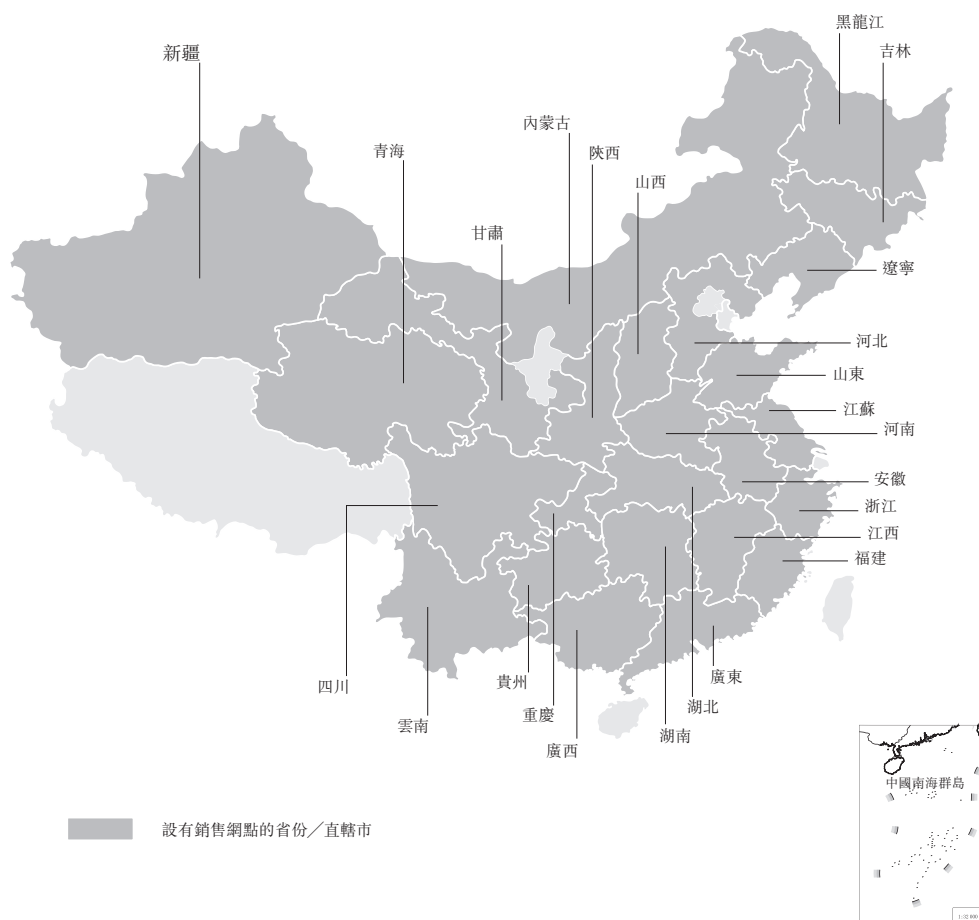 黑龍江
吉林
新疆
內蒙古
青海
陝西
山西
甘肅
遼寧
河北
山東
江蘇
河南
安徽
浙江
江西
福建
四川
貴州
廣東
重慶
湖北
雲南
湖南
廣西
中國南海群島
設有銷售網點的省份╱直轄市